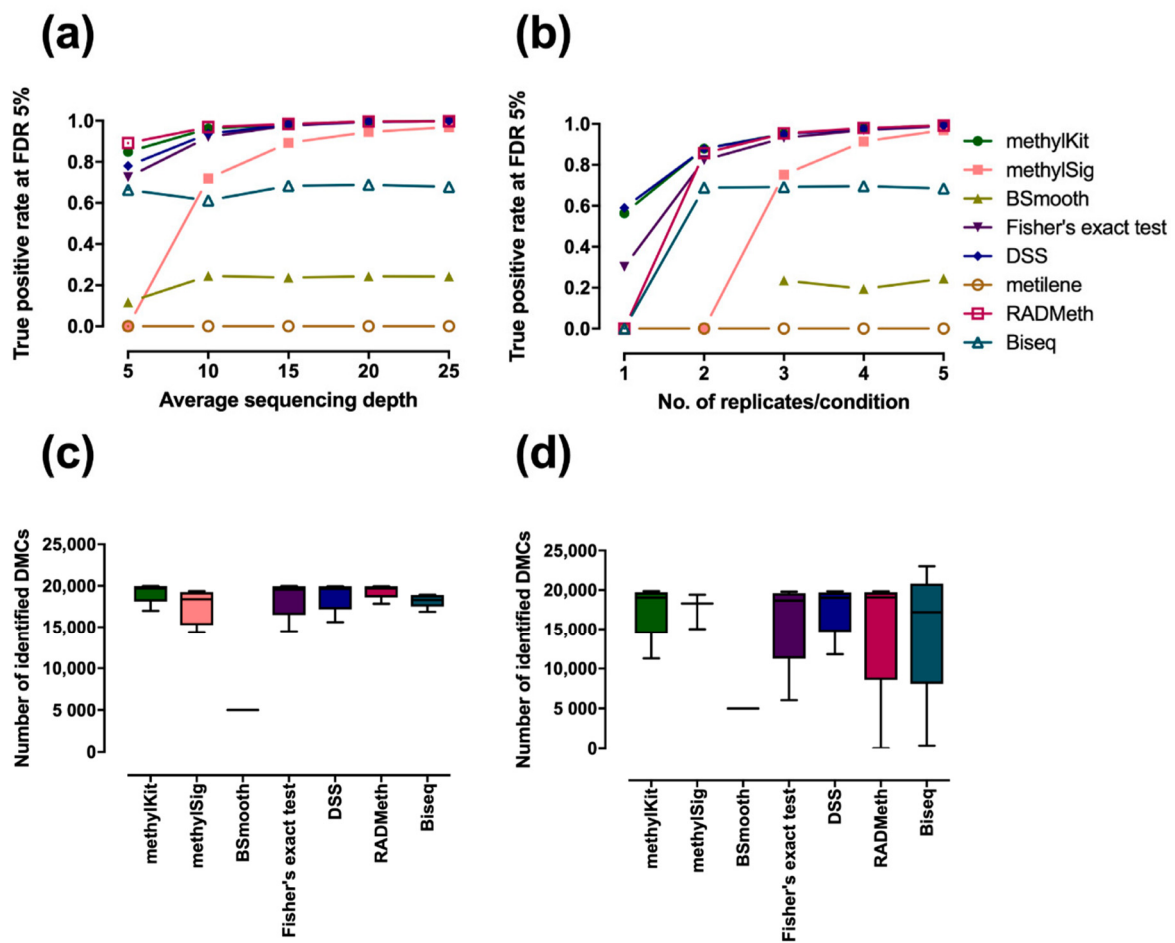 (a)
True positive rate at FDR 5%
1.0
0.8
0.6
0.4
0.2
0.0
5
10
15
20
25
Average sequencing depth
(b)
True positive rate at FDR 5%
1.0
0.8
0.6
0.4
0.2
0.0
1
2
3
4
5
No. of replicates/condition
methylKit
methylSig
BSmooth
Fisher's exact test
DSS
metilene
RADMeth
Biseq
(c)
Number of identified DMCs
25,000
20,000
15,000
10,000
5 000
0
methylKit
methylSig
BSmooth
Fisher's exact test
DSS
RADMeth
Biseq
(d)
Number of identified DMCs
25,000
20,000
15,000
10,000
5 000
0
methylKit
methylSig
BSmooth
Fisher's exact test
DSS
RADMeth
Biseq